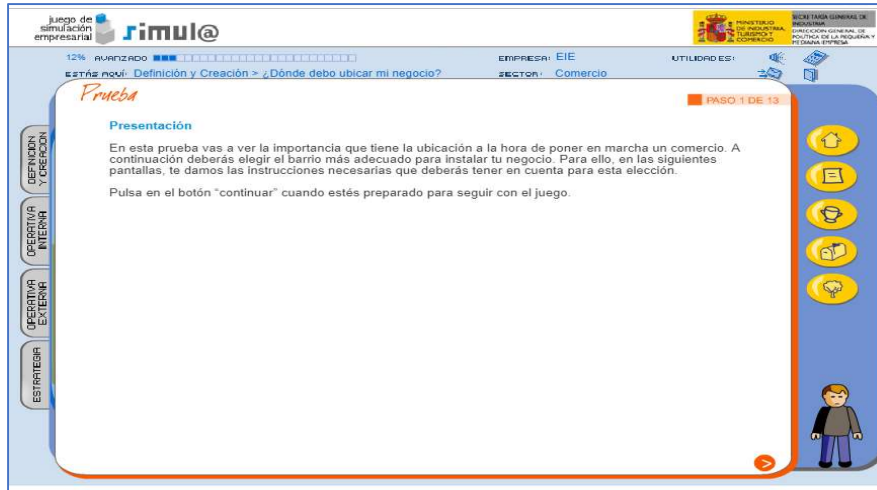 juego de
simulación
empresarial
simul@
MINISTERIO
DE INDUSTRIA,
TURISMO Y
COMERCIO
SECRETARÍA GENERAL DE
INDUSTRIA
DIRECCIÓN GENERAL DE
POLÍTICA DE LA PEQUEÑA Y
MEDIANA EMPRESA
12% AVANZADO
EMPRESA: EIE
UTILIDADES:
ESTÁS AQUÍ: Definición y Creación > ¿Dónde debo ubicar mi negocio?
SECTOR: Comercio
Prueba
PASO 1 DE 13
Presentación
En esta prueba vas a ver la importancia que tiene la ubicación a la hora de poner en marcha un comercio. A
continuación deberás elegir el barrio más adecuado para instalar tu negocio. Para ello, en las siguientes
pantallas, te damos las instrucciones necesarias que deberás tener en cuenta para esta elección.
Pulsa en el botón "continuar" cuando estés preparado para seguir con el juego.
DEFINICION
Y CREACION
OPERATIVA
INTERNA
OPERATIVA
EXTERNA
ESTRATEGIA